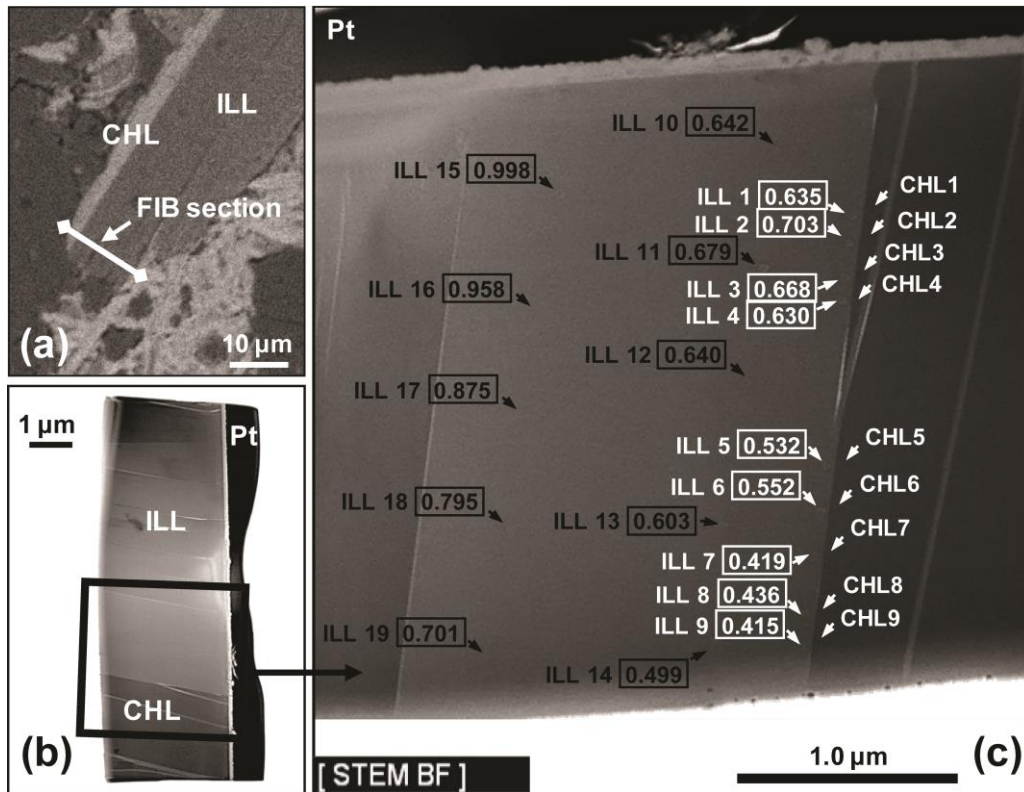 CHL
ILL
FIB section
(a)
10 µm
1 µm
Pt
ILL
CHL
(b)
Pt
ILL 10 0.642
ILL 15 0.998
ILL 1 0.635
CHL1
ILL 2 0.703
CHL2
ILL 11 0.679
CHL3
ILL 16 0.958
ILL 3 0.668
CHL4
ILL 4 0.630
ILL 12 0.640
ILL 17 0.875
ILL 5 0.532
CHL5
ILL 6 0.552
CHL6
ILL 18 0.795
ILL 13 0.603
CHL7
ILL 7 0.419
ILL 8 0.436
CHL8
ILL 9 0.415
CHL9
ILL 19 0.701
ILL 14 0.499
1.0 µm
(c)
[ STEM BF ]